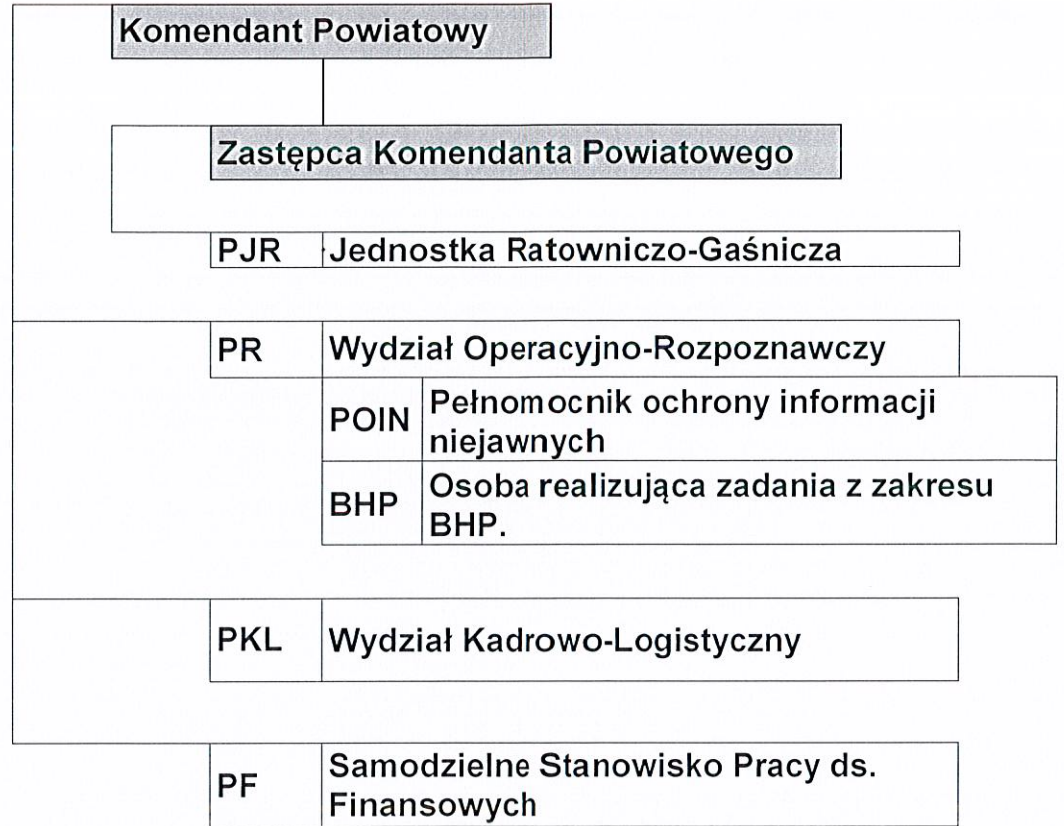 Komendant Powiatowy
Zastępca Komendanta Powiatowego
PJR Jednostka Ratowniczo-Gaśnicza
PR Wydział Operacyjno-Rozpoznawczy
POIN Pełnomocnik ochrony informacji
niejawnych
BHP Osoba realizująca zadania z zakresu
BHP.
PKL Wydział Kadrowo-Logistyczny
PF Samodzielne Stanowisko Pracy ds.
Finansowych